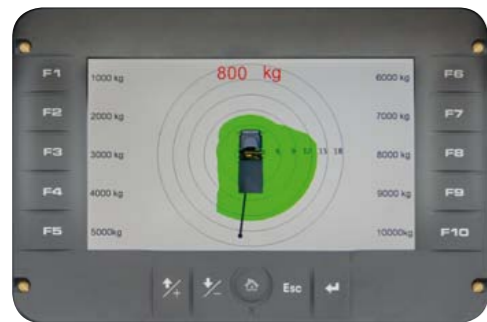 800 kg
F1 1000 kg 6000 kg F6
F2 2000 kg 7000 kg F7
F3 3000 kg 6 9 12 15 18 8000 kg F8
F4 4000 kg 9000 kg F9
F5 5000kg 10000kg F10
+ - Esc